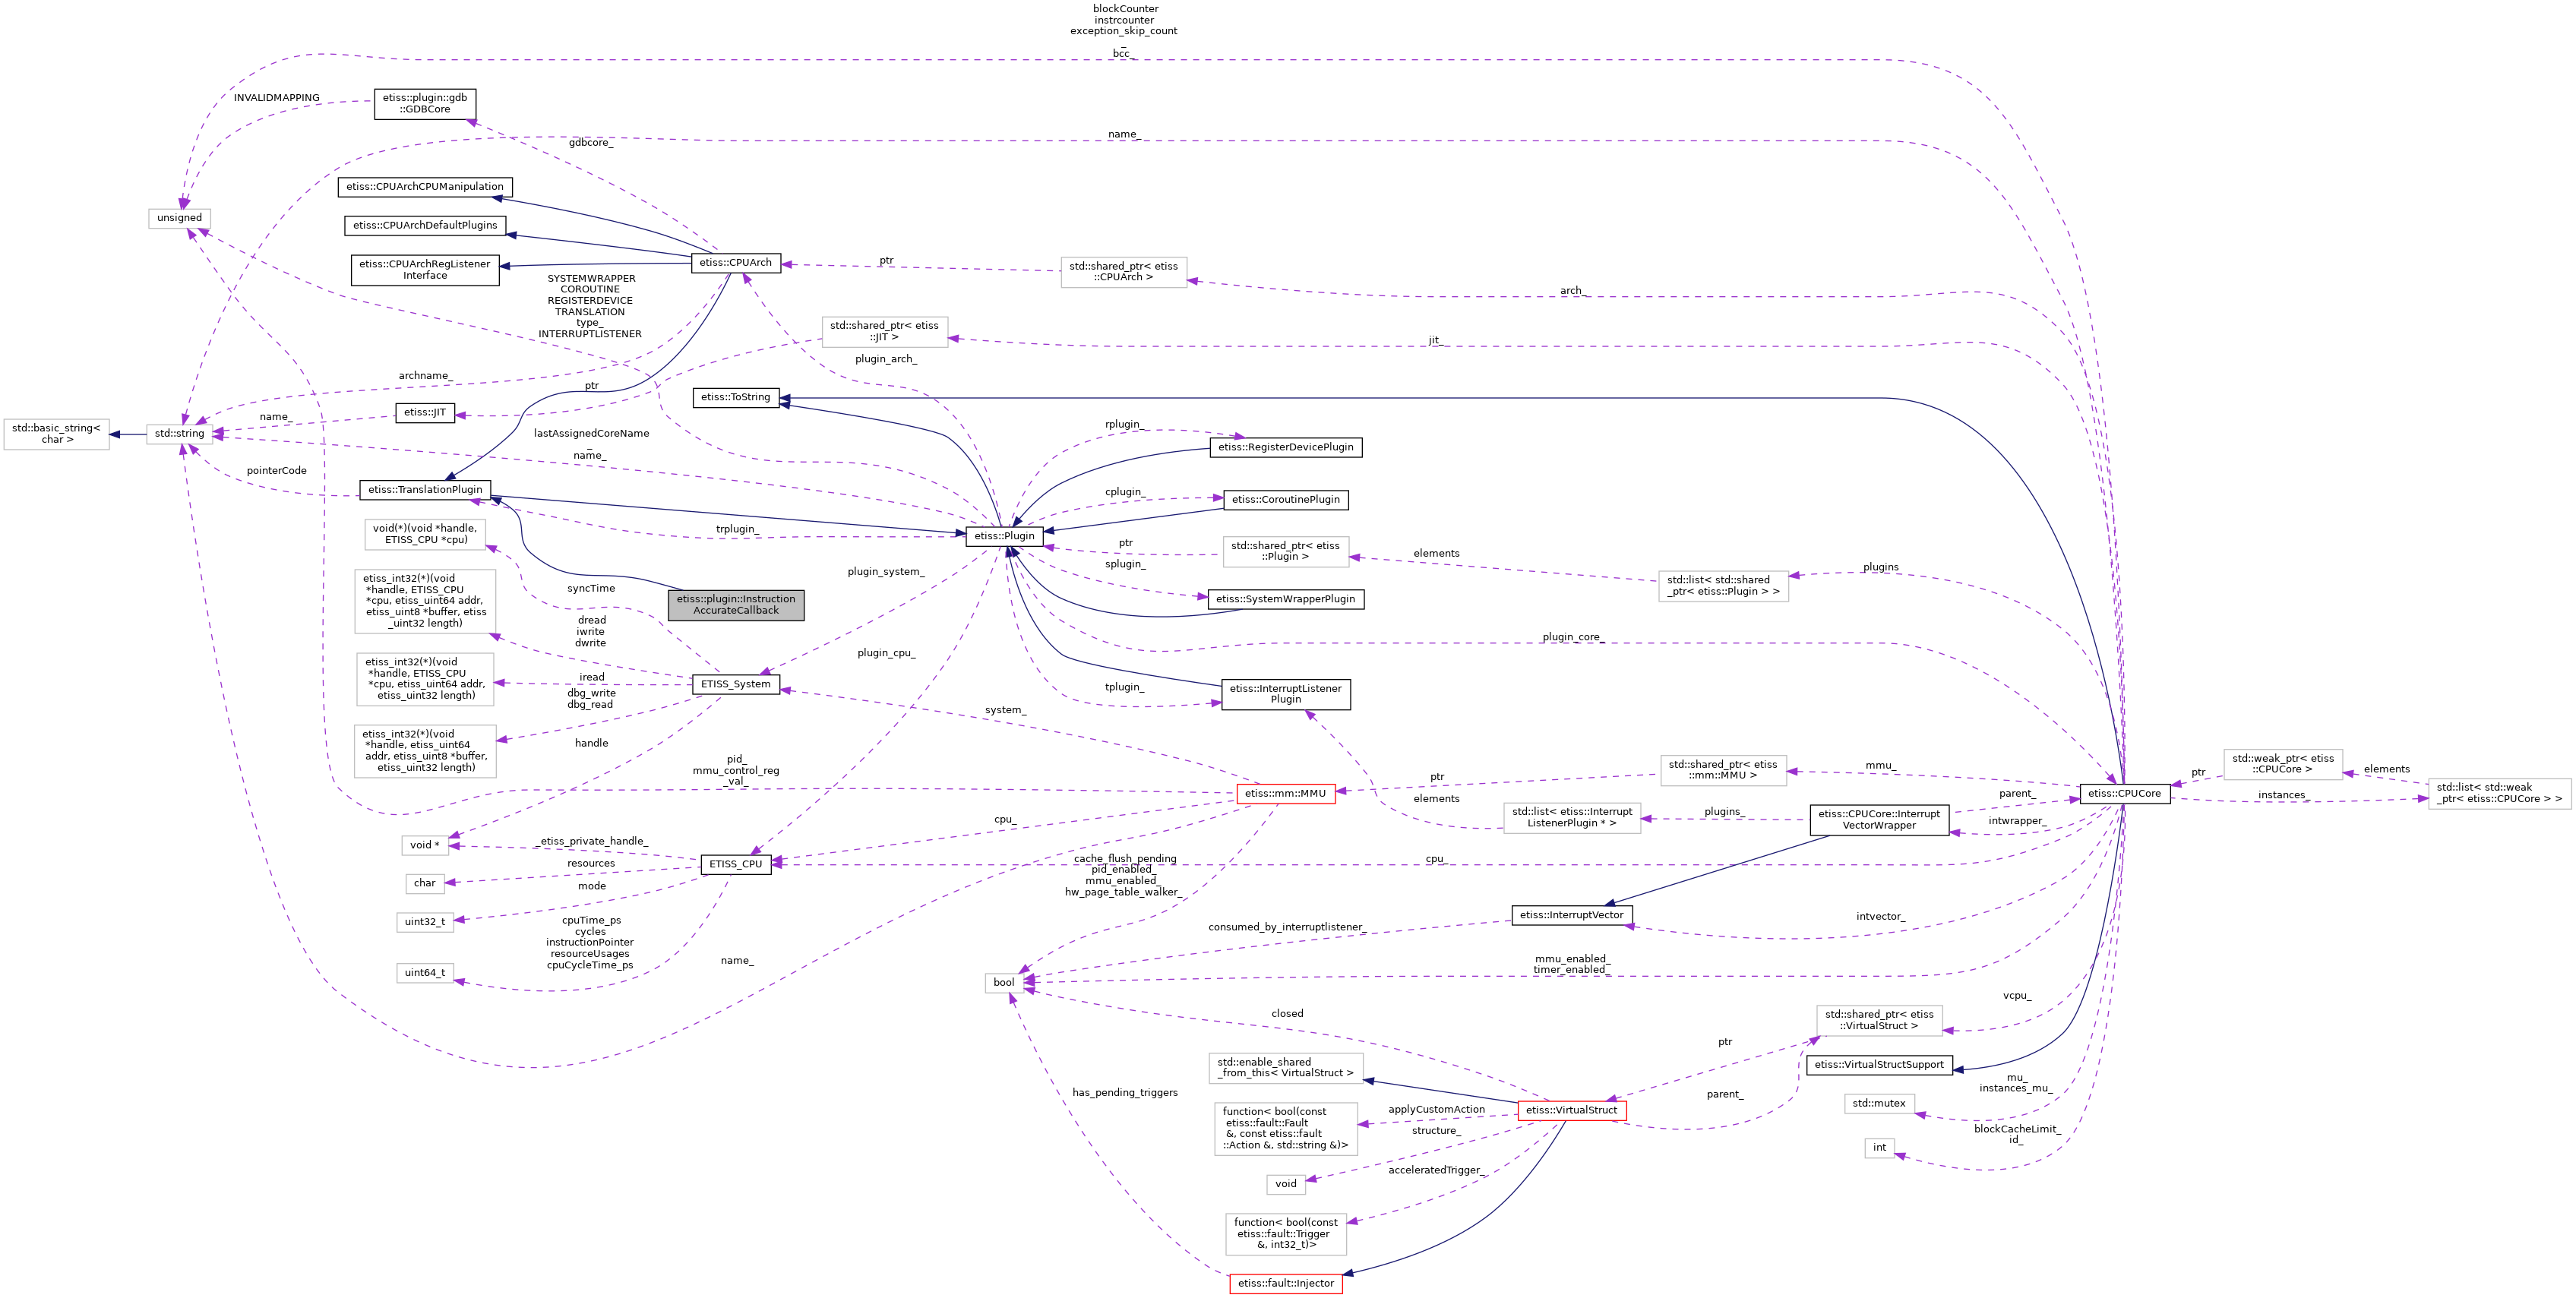 blockCounter
instrcounter
exception_skip_count
_
bcc_
INVALIDMAPPING
etiss::plugin::gdb
::GDBCore
name_
gdbcore_
etiss::CPUArchCPUManipulation
unsigned
etiss::CPUArchDefaultPlugins
etiss::CPUArchRegListener
Interface
etiss::CPUArch
ptr
std::shared_ptr< etiss
::CPUArch >
arch_
SYSTEMWRAPPER
COROUTINE
REGISTERDEVICE
TRANSLATION
type_
INTERRUPTLISTENER
std::shared_ptr< etiss
::JIT >
jit_
plugin_arch_
archname_
ptr
etiss::ToString
std::basic_string<
char >
std::string
name_
etiss::JIT
lastAssignedCoreName
_
name_
rplugin_
etiss::RegisterDevicePlugin
pointerCode
etiss::TranslationPlugin
cplugin_
etiss::CoroutinePlugin
void(*)(void *handle,
ETISS_CPU *cpu)
trplugin_
etiss::Plugin
ptr
std::shared_ptr< etiss
::Plugin >
elements
splugin_
plugin_system_
plugins
std::list< std::shared
_ptr< etiss::Plugin > >
etiss_int32(*)(void
*handle, ETISS_CPU
*cpu, etiss_uint64 addr,
etiss_uint8 *buffer, etiss
_uint32 length)
syncTime
etiss::plugin::Instruction
AccurateCallback
etiss::SystemWrapperPlugin
dread
iwrite
dwrite
plugin_core_
plugin_cpu_
etiss_int32(*)(void
*handle, ETISS_CPU
*cpu, etiss_uint64 addr,
etiss_uint32 length)
iread
dbg_write
dbg_read
ETISS_System
system_
tplugin_
etiss::InterruptListener
Plugin
etiss_int32(*)(void
*handle, etiss_uint64
addr, etiss_uint8 *buffer,
etiss_uint32 length)
handle
pid_
mmu_control_reg
_val_
etiss::mm::MMU
ptr
std::shared_ptr< etiss
::mm::MMU >
mmu_
elements
std::list< etiss::Interrupt
ListenerPlugin * >
plugins_
etiss::CPUCore::Interrupt
VectorWrapper
parent_
intwrapper_
etiss::CPUCore
ptr
std::weak_ptr< etiss
::CPUCore >
elements
instances_
std::list< std::weak
_ptr< etiss::CPUCore > >
void *
_etiss_private_handle_
ETISS_CPU
cpu_
cache_flush_pending
pid_enabled_
mmu_enabled_
hw_page_table_walker_
cpu_
char
resources
mode
uint32_t
cpuTime_ps
cycles
instructionPointer
resourceUsages
cpuCycleTime_ps
uint64_t
name_
consumed_by_interruptlistener_
etiss::InterruptVector
intvector_
bool
mmu_enabled_
timer_enabled_
closed
vcpu_
std::shared_ptr< etiss
::VirtualStruct >
std::enable_shared
_from_this< VirtualStruct >
ptr
etiss::VirtualStructSupport
has_pending_triggers
function< bool(const
etiss::fault::Fault
&, const etiss::fault
::Action &, std::string &)>
applyCustomAction
etiss::VirtualStruct
parent_
mu_
instances_mu_
std::mutex
structure_
blockCacheLimit_
id_
int
void
acceleratedTrigger_
function< bool(const
etiss::fault::Trigger
&, int32_t)>
etiss::fault::Injector